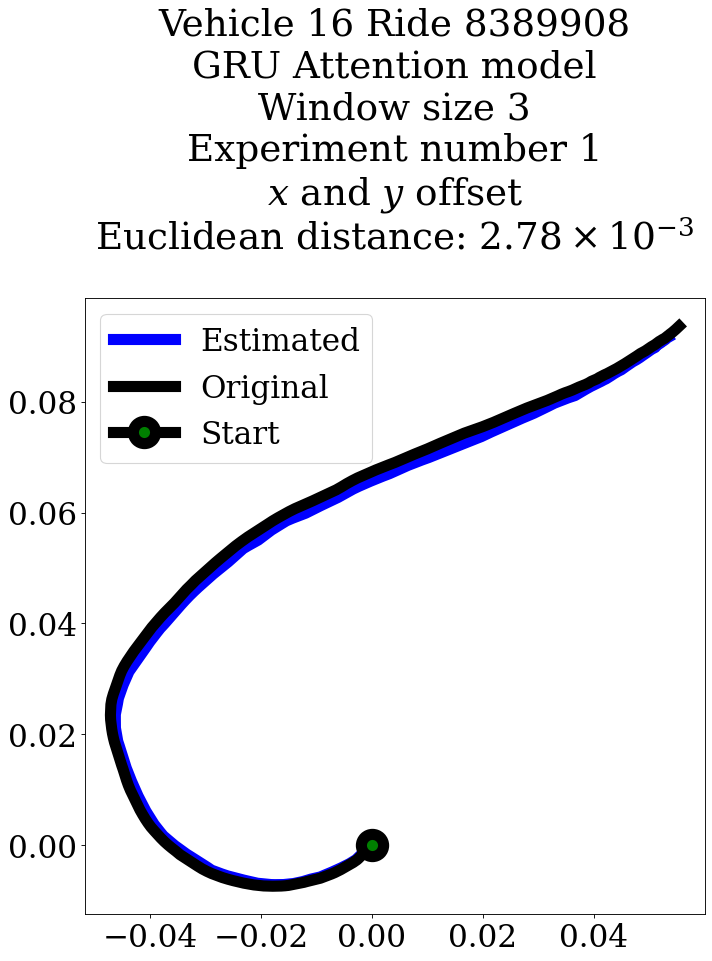 Vehicle 16 Ride 8389908
GRU Attention model
Window size 3
Experiment number 1
x and y offset
Euclidean distance: 2.78 × 10⁻³
Estimated
Original
Start
0.08
0.06
0.04
0.02
0.00
−0.04 −0.02 0.00 0.02 0.04